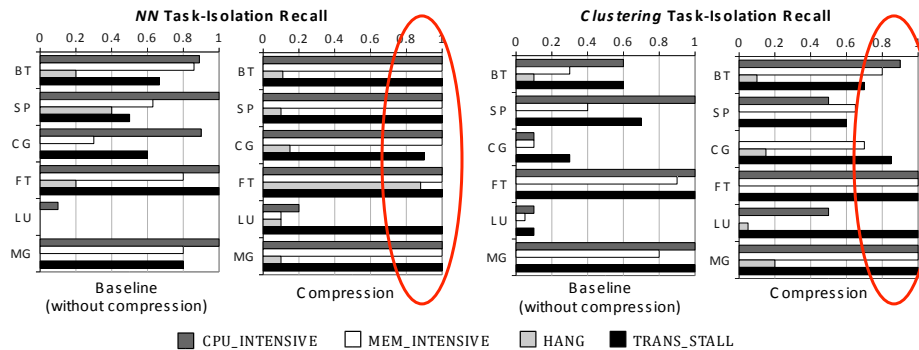 NN Task-Isolation Recall
Clustering Task-Isolation Recall
0 0.2 0.4 0.6 0.8 1
0 0.2 0.4 0.6 0.8 1
0 0.2 0.4 0.6 0.8 1
0 0.2 0.4 0.6 0.8 1
BT
SP
CG
FT
LU
MG
BT
SP
CG
FT
LU
MG
BT
SP
CG
FT
LU
MG
BT
SP
CG
FT
LU
MG
Baseline
(without compression)
Compression
Baseline
(without compression)
Compression
CPU_INTENSIVE MEM_INTENSIVE HANG TRANS_STALL